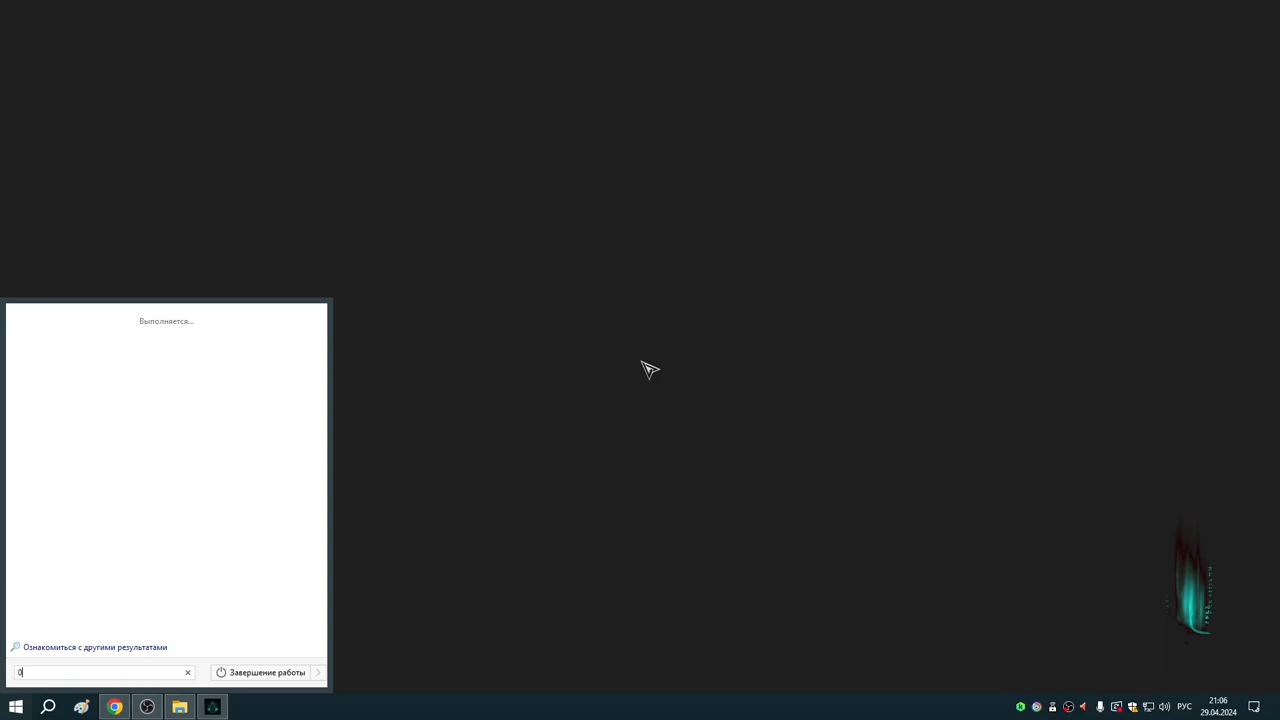 Выполняется...
Ознакомиться с другими результатами
0
Завершение работы
РУС
21:06
29.04.2024